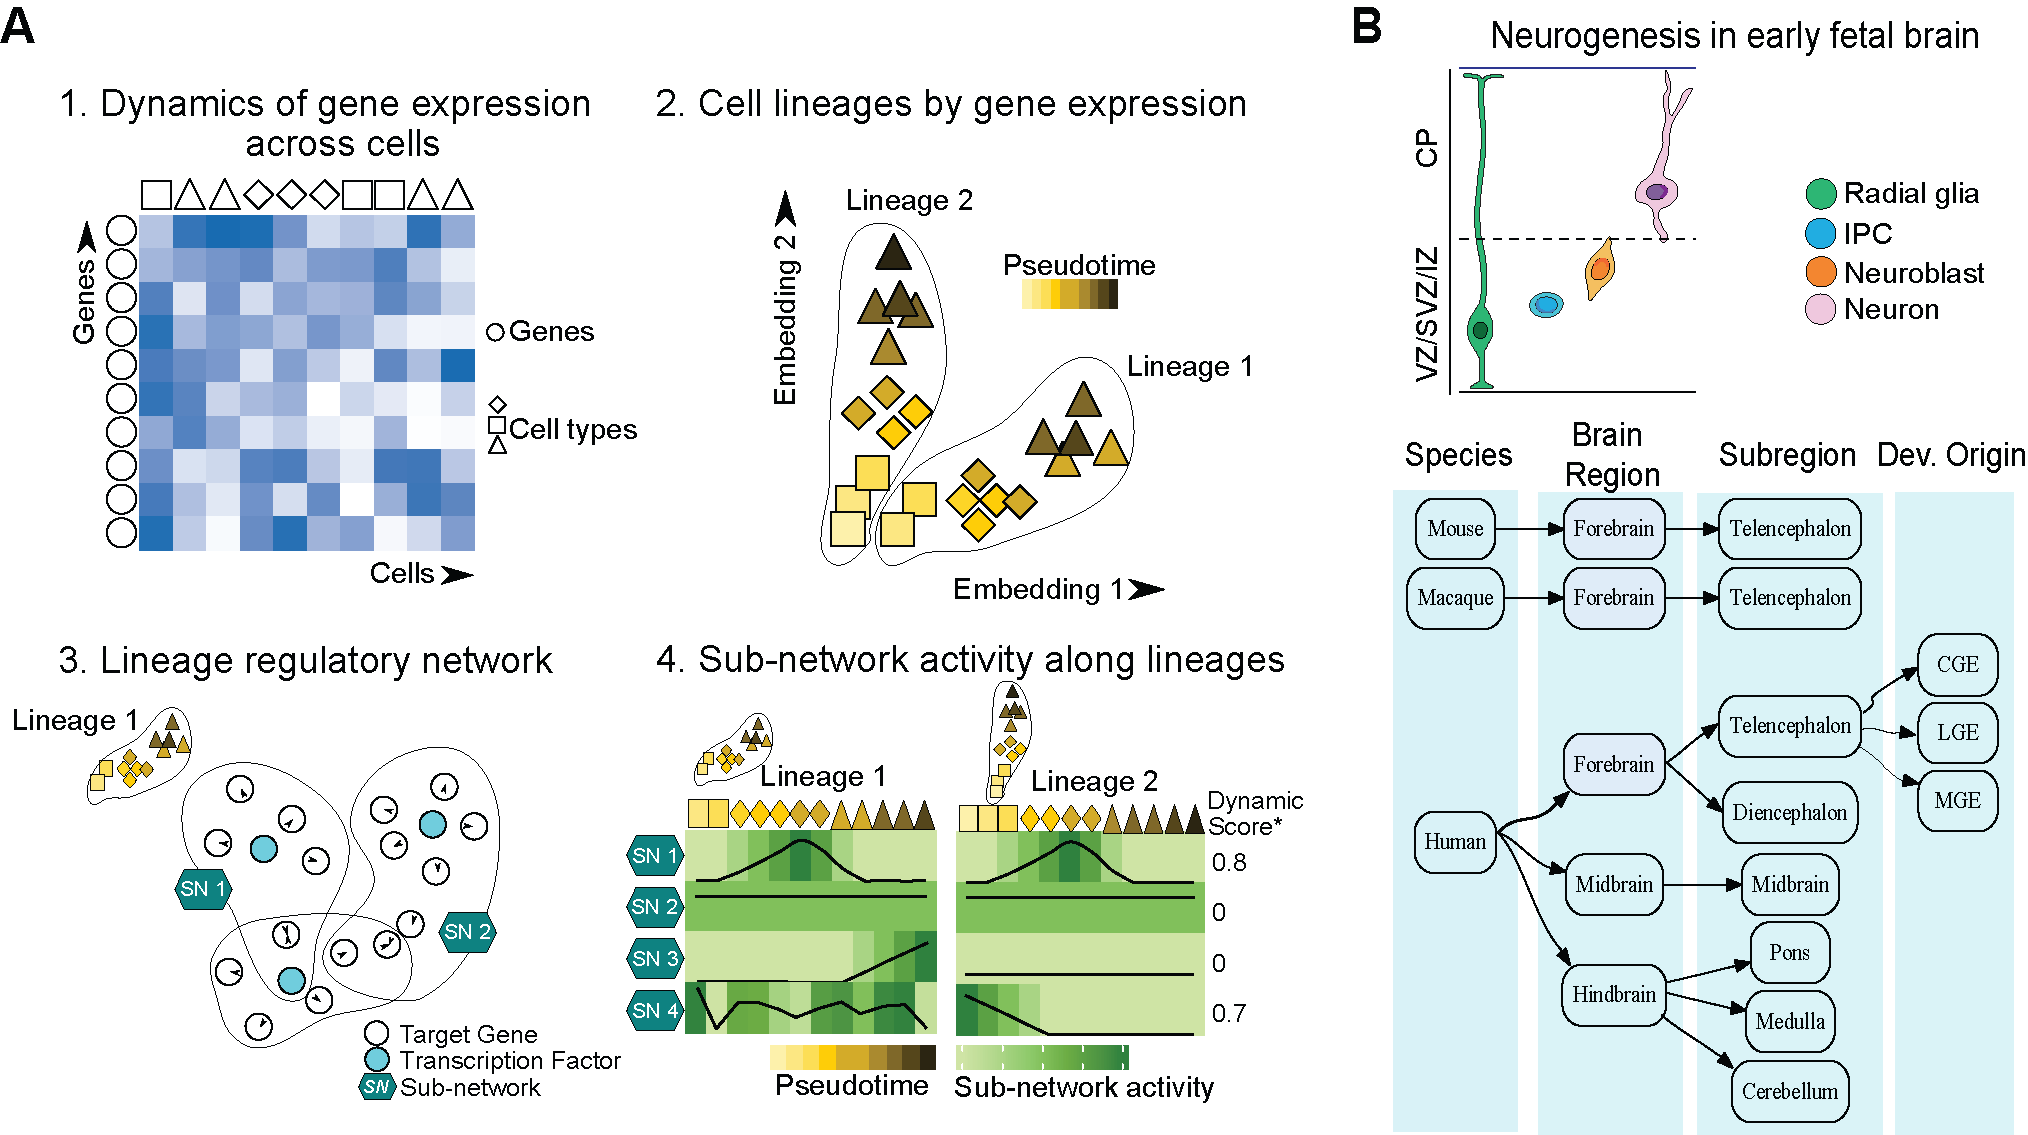 A
1. Dynamics of gene expression
across cells
Genes
Genes
Cell types
Cells
2. Cell lineages by gene expression
Lineage 2
Embedding 2
Pseudotime
Lineage 1
Embedding 1
3. Lineage regulatory network
Lineage 1
SN 1
SN 2
Target Gene
Transcription Factor
SN Sub-network
4. Sub-network activity along lineages
Lineage 1
Lineage 2
Dynamic
Score*
SN 1
0.8
SN 2
0
SN 3
0
SN 4
0.7
Pseudotime
Sub-network activity
B
Neurogenesis in early fetal brain
CP
VZ/SVZ/IZ
Radial glia
IPC
Neuroblast
Neuron
Species
Brain
Region
Subregion
Dev. Origin
Mouse
Forebrain
Telencephalon
Macaque
Forebrain
Telencephalon
Human
Forebrain
Telencephalon
CGE
LGE
MGE
Diencephalon
Midbrain
Midbrain
Hindbrain
Pons
Medulla
Cerebellum